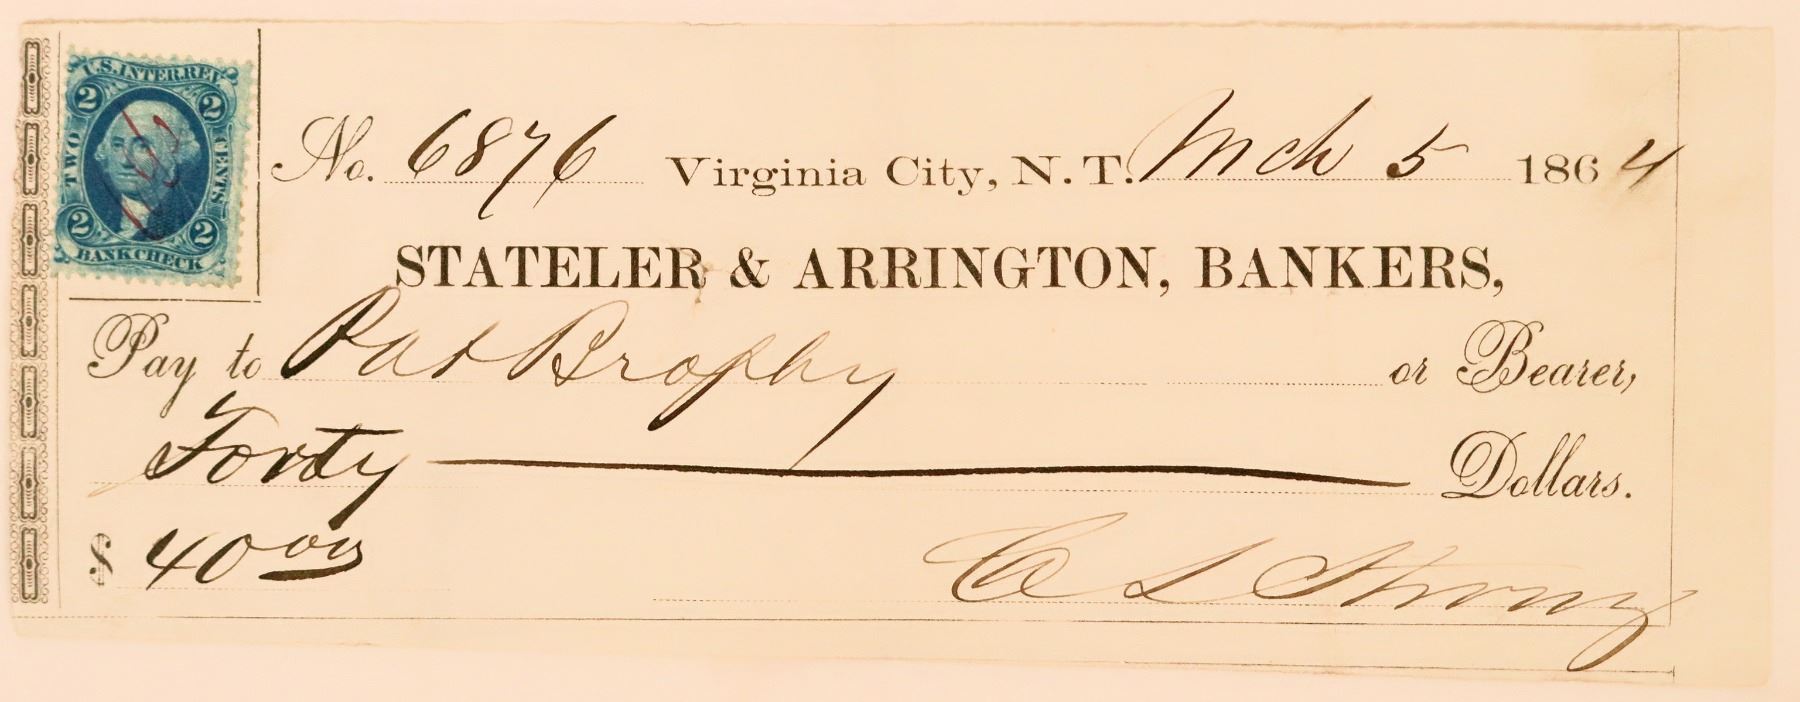 U.S. INTER. REV.
2 2
TWO CENTS
2 2
BANK CHECK
No. 6876 Virginia City, N.T. Mch 5 1864
STATELER & ARRINGTON, BANKERS,
Pay to Pat Brophy or Bearer,
Forty Dollars.
$ 40 00
C S Strong